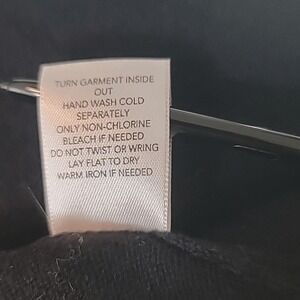 TURN GARMENT INSIDE
OUT
HAND WASH COLD
SEPARATELY
ONLY NON-CHLORINE
BLEACH IF NEEDED
DO NOT TWIST OR WRING
LAY FLAT TO DRY
WARM IRON IF NEEDED